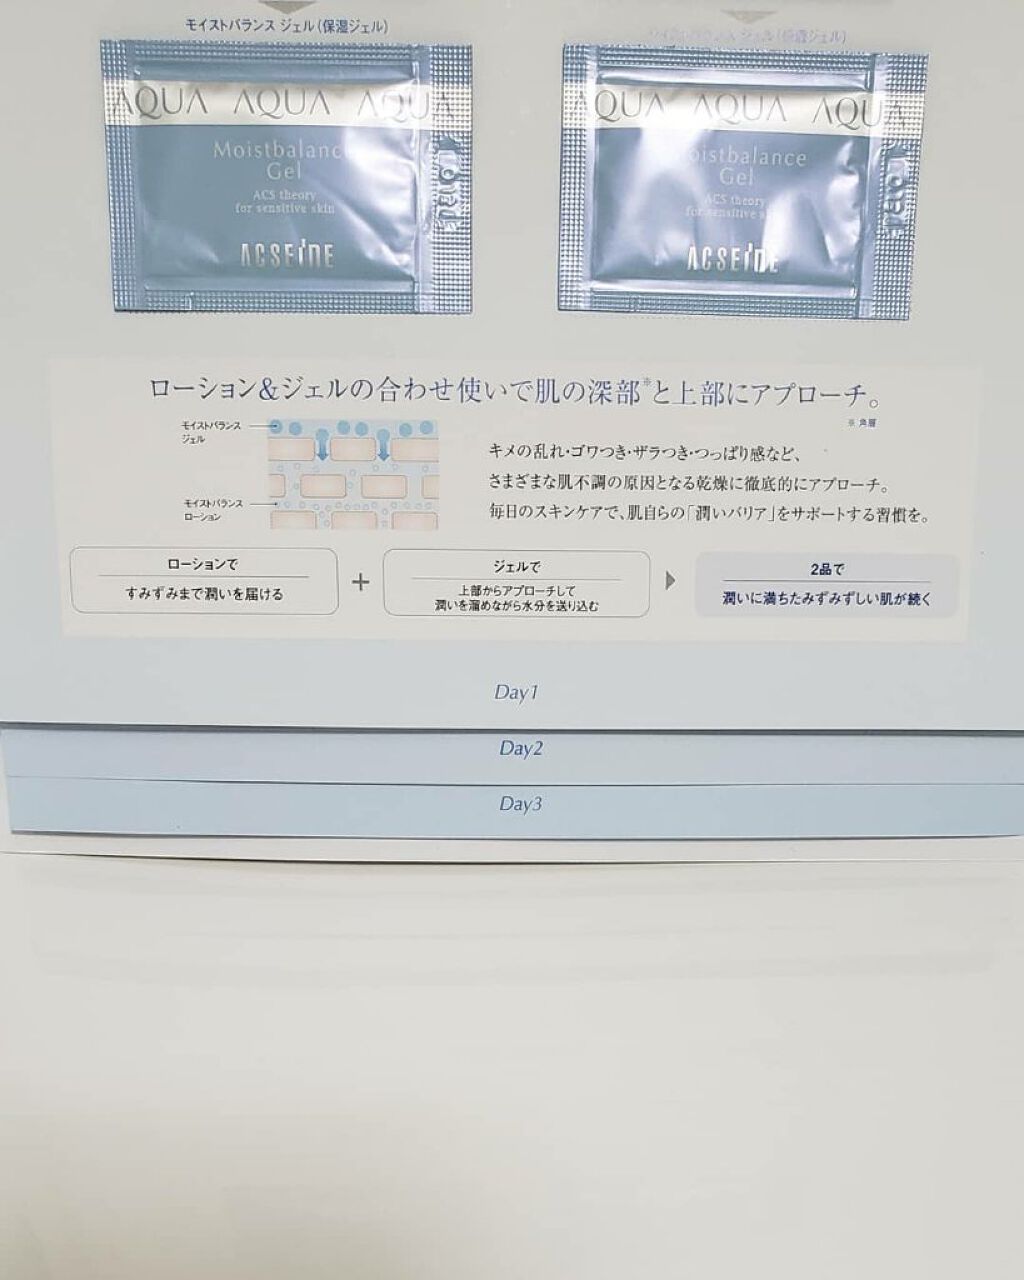 モイストバランス ジェル(保湿ジェル)
ジェル(保湿ジェル)
AQUA AQUA AQUA
Moistbalance
Gel
ACS theory
for sensitive skin
ACSEINE
AQUA AQUA AQUA
Moistbalance
Gel
ACS theory
for sensitive
ACSEINE
ローション&ジェルの合わせ使いで肌の深部※と上部にアプローチ。
※ 角層
モイストバランス
ジェル
モイストバランス
ローション
キメの乱れ・ゴワつき・ザラつき・つっぱり感など、
さまざまな肌不調の原因となる乾燥に徹底的にアプローチ。
毎日のスキンケアで、肌自らの「潤いバリア」をサポートする習慣を。
ローションで
すみずみまで潤いを届ける
+
ジェルで
上部からアプローチして
潤いを溜めながら水分を送り込む
2品で
潤いに満ちたみずみずしい肌が続く
Day1
Day2
Day3